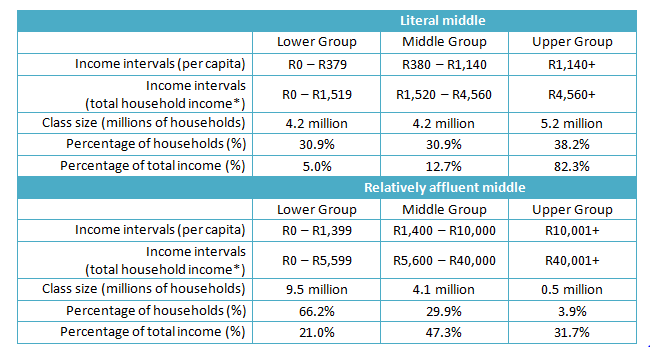 Literal middle
Lower Group Middle Group Upper Group
Income intervals (per capita) R0 – R379 R380 – R1,140 R1,140+
Income intervals
(total household income*) R0 – R1,519 R1,520 – R4,560 R4,560+
Class size (millions of households) 4.2 million 4.2 million 5.2 million
Percentage of households (%) 30.9% 30.9% 38.2%
Percentage of total income (%) 5.0% 12.7% 82.3%
Relatively affluent middle
Lower Group Middle Group Upper Group
Income intervals (per capita) R0 – R1,399 R1,400 – R10,000 R10,001+
Income intervals
(total household income*) R0 – R5,599 R5,600 – R40,000 R40,001+
Class size (millions of households) 9.5 million 4.1 million 0.5 million
Percentage of households (%) 66.2% 29.9% 3.9%
Percentage of total income (%) 21.0% 47.3% 31.7%